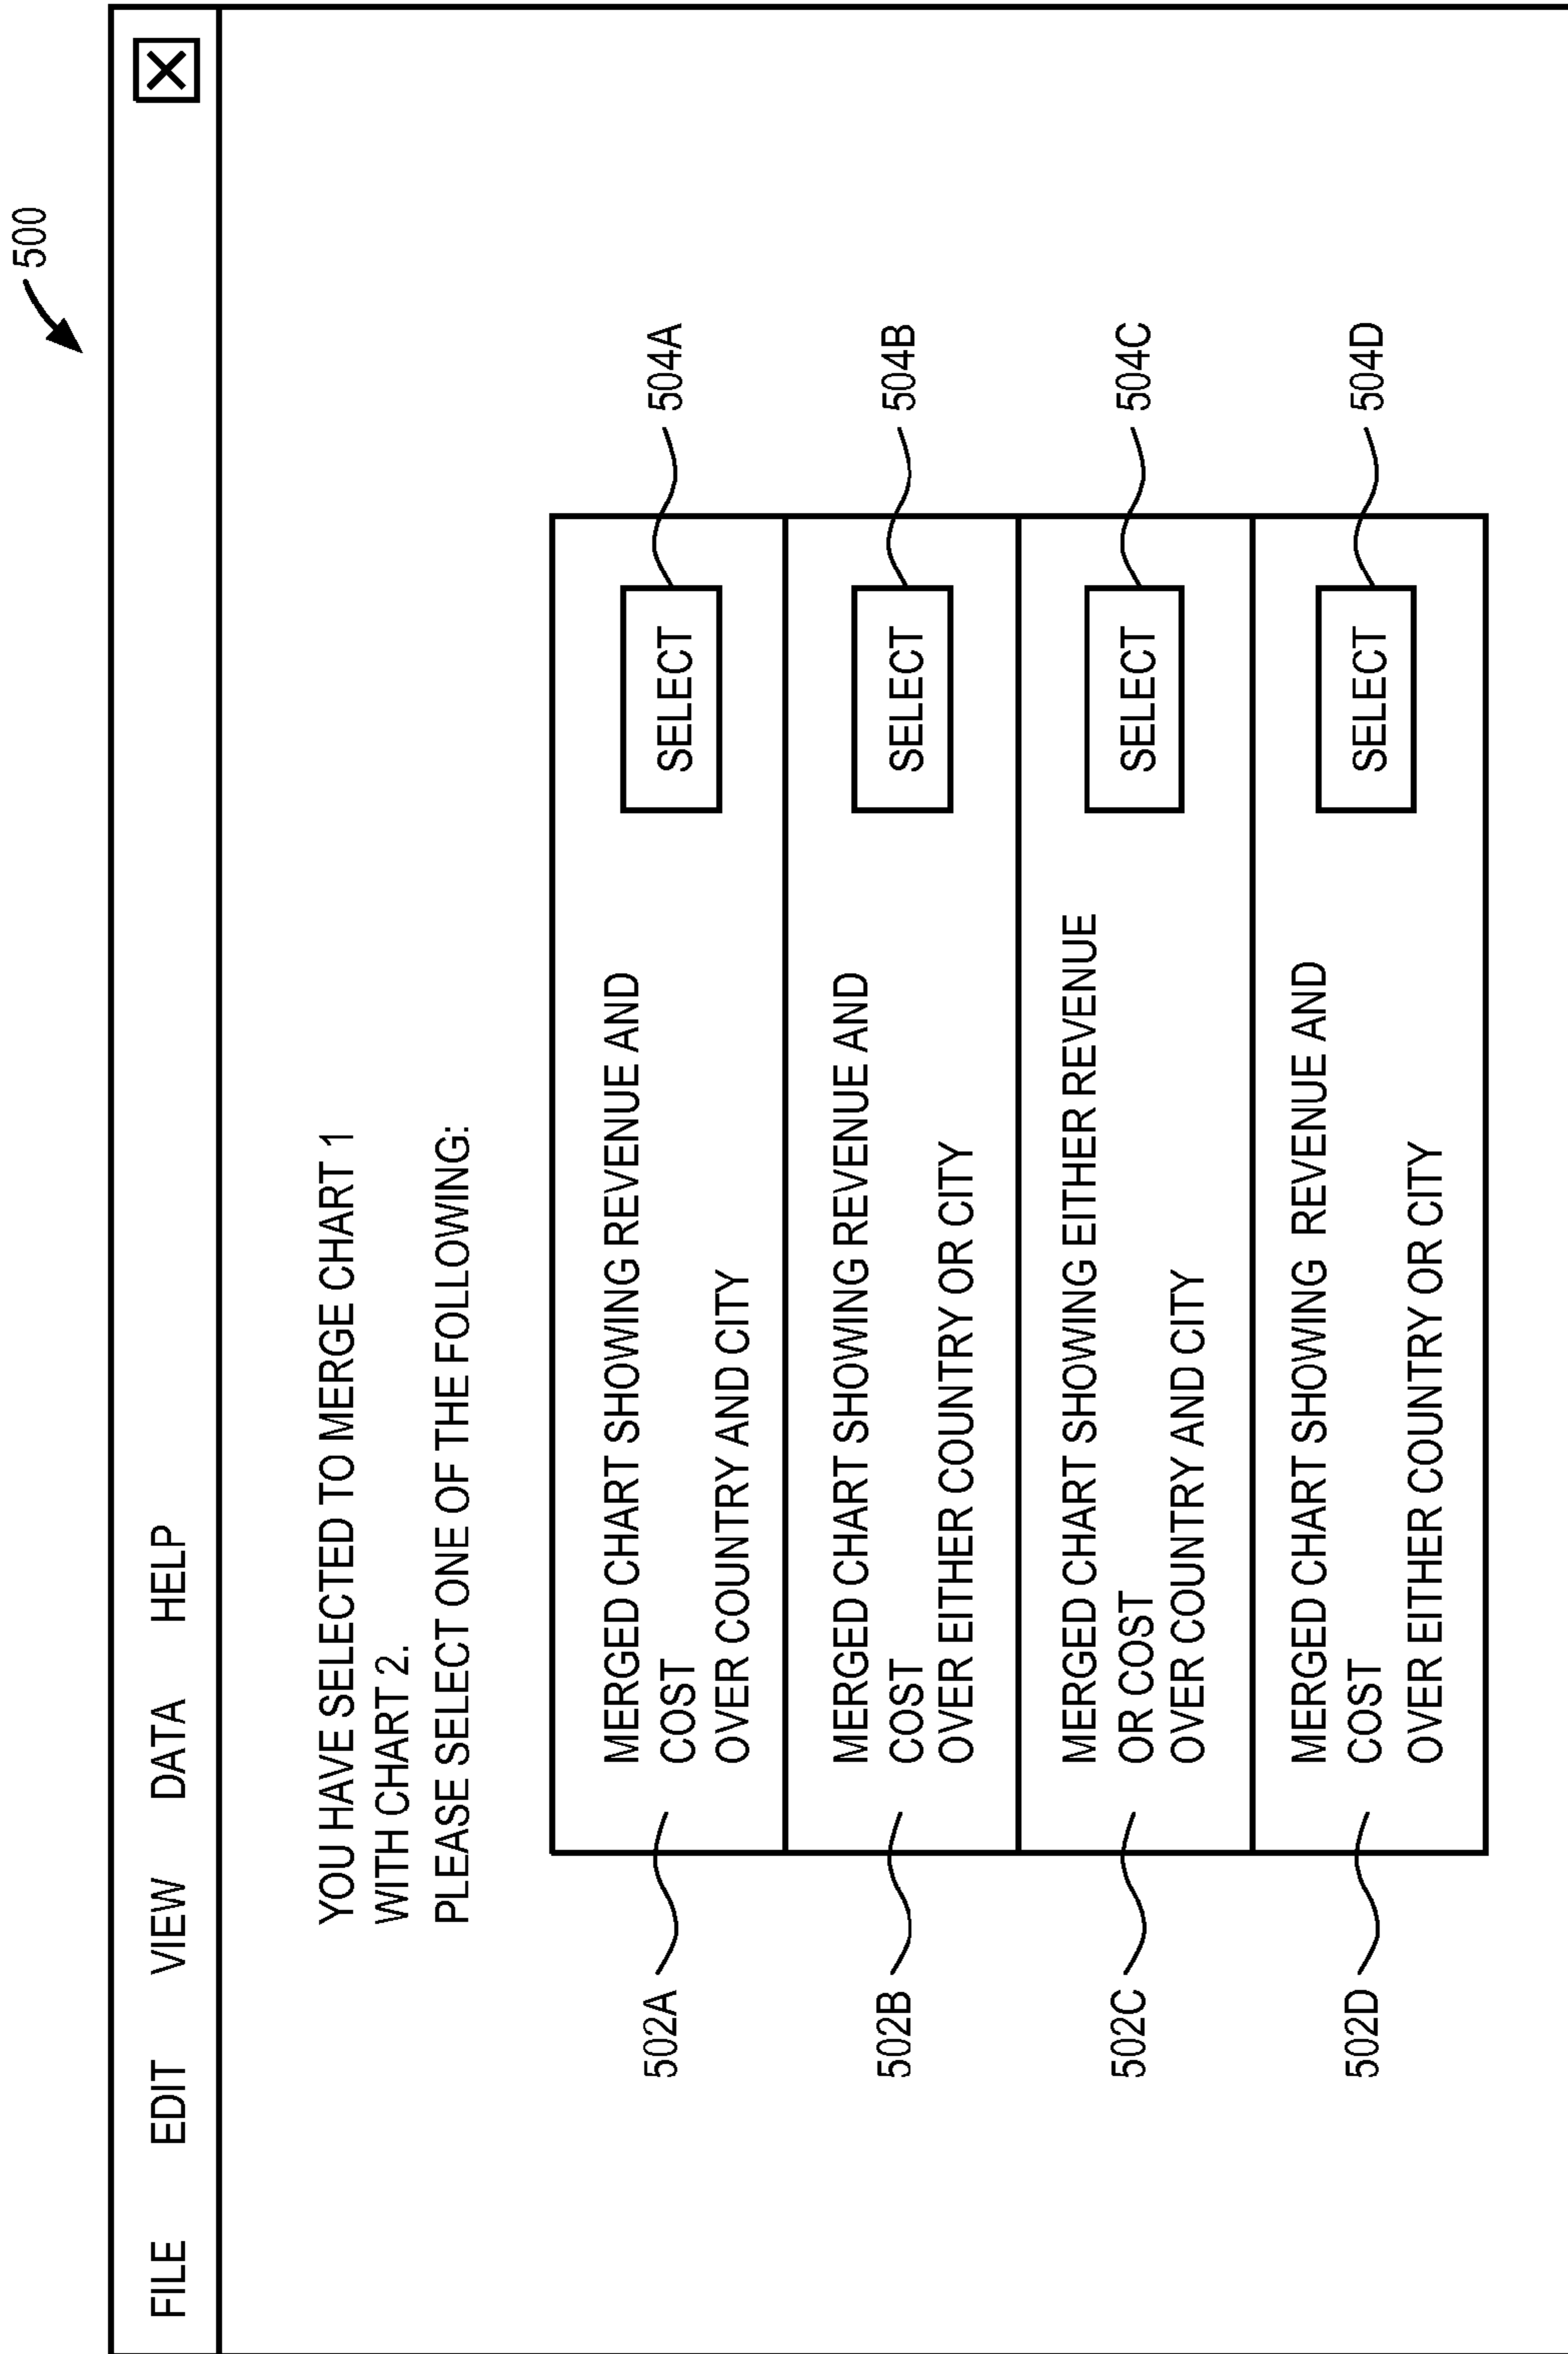 500
FILE EDIT VIEW DATA HELP
YOU HAVE SELECTED TO MERGE CHART 1
WITH CHART 2.
PLEASE SELECT ONE OF THE FOLLOWING:
502A
MERGED CHART SHOWING REVENUE AND
COST
OVER COUNTRY AND CITY
SELECT
504A
502B
MERGED CHART SHOWING REVENUE AND
COST
OVER EITHER COUNTRY OR CITY
SELECT
504B
502C
MERGED CHART SHOWING EITHER REVENUE
OR COST
OVER COUNTRY AND CITY
SELECT
504C
502D
MERGED CHART SHOWING REVENUE AND
COST
OVER EITHER COUNTRY OR CITY
SELECT
504D